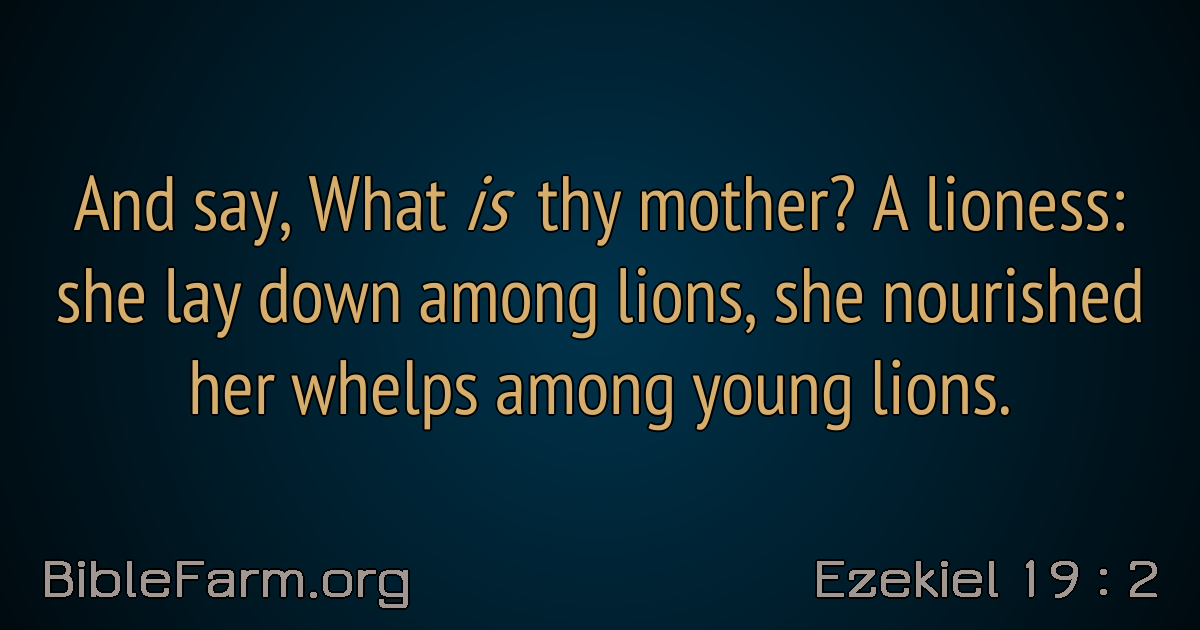 And say, What is thy mother? A lioness:
she lay down among lions, she nourished
her whelps among young lions.
BibleFarm.org
Ezekiel 19 : 2